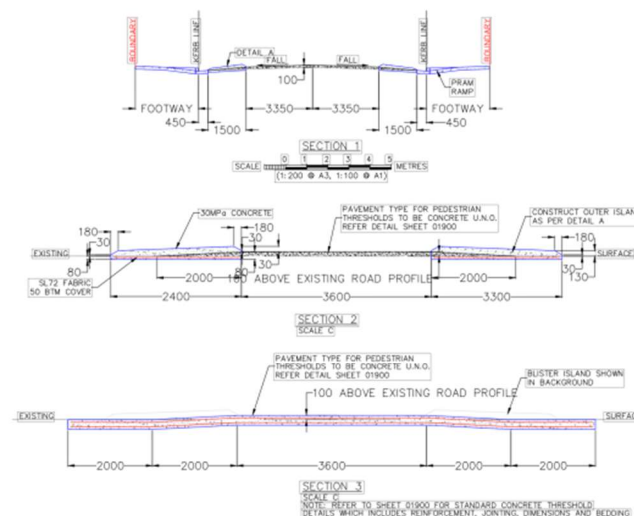 BOUNDARY
KERB LINE
KERB LINE
BOUNDARY
DETAIL A
FALL
FALL
100
PRAM
RAMP
FOOTWAY
3350
3350
FOOTWAY
450
1500
1500
450
SECTION 1
SCALE
0 1 2 3 4 5
METRES
(1:200 @ A3, 1:100 @ A1)
180
30
30MPa CONCRETE
180
30
PAVEMENT TYPE FOR PEDESTRIAN
THRESHOLDS TO BE CONCRETE U.N.O.
REFER DETAIL SHEET 01900
CONSTRUCT OUTER ISLAN
AS PER DETAIL A
180
EXISTING
SURFACE
80
SL72 FABRIC
50 BTM COVER
2000
80
30
ABOVE EXISTING ROAD PROFILE
2000
30
130
2400
3600
3300
SECTION 2
SCALE C
PAVEMENT TYPE FOR PEDESTRIAN
THRESHOLDS TO BE CONCRETE U.N.O.
REFER DETAIL SHEET 01900
BLISTER ISLAND SHOWN
IN BACKGROUND
100 ABOVE EXISTING ROAD PROFILE
EXISTING
SURFA
2000
2000
3600
2000
2000
SECTION 3
SCALE C
NOTE: REFER TO SHEET 01900 FOR STANDARD CONCRETE THRESHOLD
DETAILS WHICH INCLUDES REINFORCEMENT, JOINTING, DIMENSIONS AND BEDDING